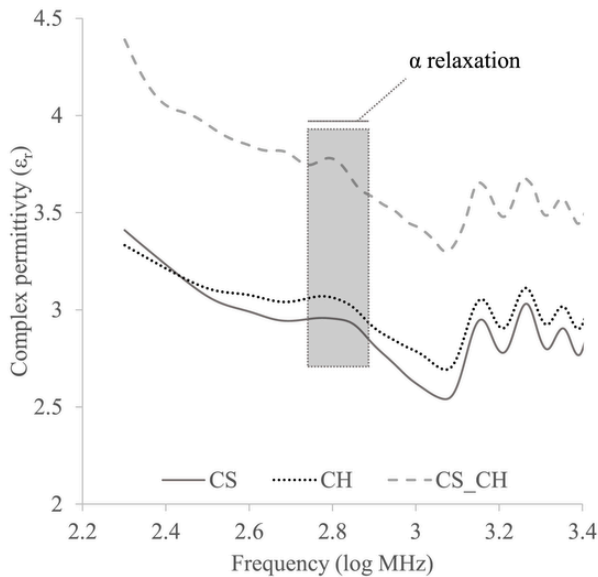 4.5
α relaxation
4
3.5
3
2.5
2
Complex permittivty (εr)
CS CH CS_CH
2.2 2.4 2.6 2.8 3 3.2 3.4
Frequency (log MHz)